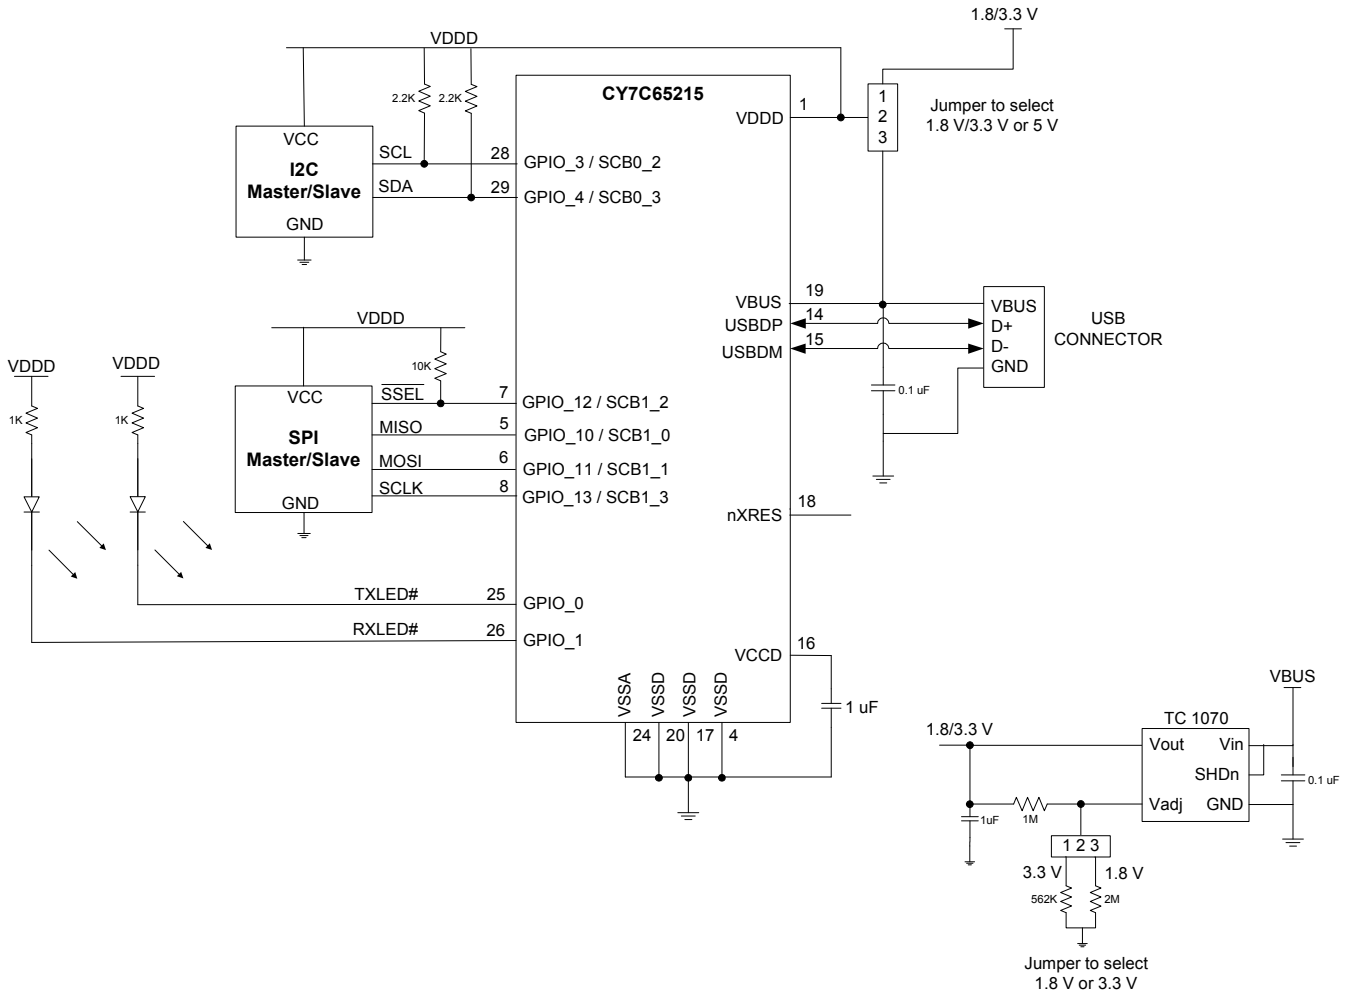 1.8/3.3 V
VDDD
CY7C65215
2.2K
2.2K
VDDD
1
1
2
3
Jumper to select
1.8 V/3.3 V or 5 V
VCC
I2C
Master/Slave
GND
SCL
28
GPIO_3 / SCB0_2
SDA
29
GPIO_4 / SCB0_3
VBUS
19
USBDP
14
USBDM
15
VBUS
D+
D-
GND
USB
CONNECTOR
0.1 uF
VDDD
10K
VDDD
VDDD
1K
1K
VCC
SPI
Master/Slave
GND
SSEL
7
GPIO_12 / SCB1_2
MISO
5
GPIO_10 / SCB1_0
MOSI
6
GPIO_11 / SCB1_1
SCLK
8
GPIO_13 / SCB1_3
nXRES
18
TXLED#
25
GPIO_0
RXLED#
26
GPIO_1
VCCD
16
1 uF
VSSA
VSSD
VSSD
VSSD
24
20
17
4
VBUS
TC 1070
1.8/3.3 V
Vout
Vin
SHDn
Vadj
GND
0.1 uF
1uF
1M
1 2 3
3.3 V
1.8 V
562K
2M
Jumper to select
1.8 V or 3.3 V